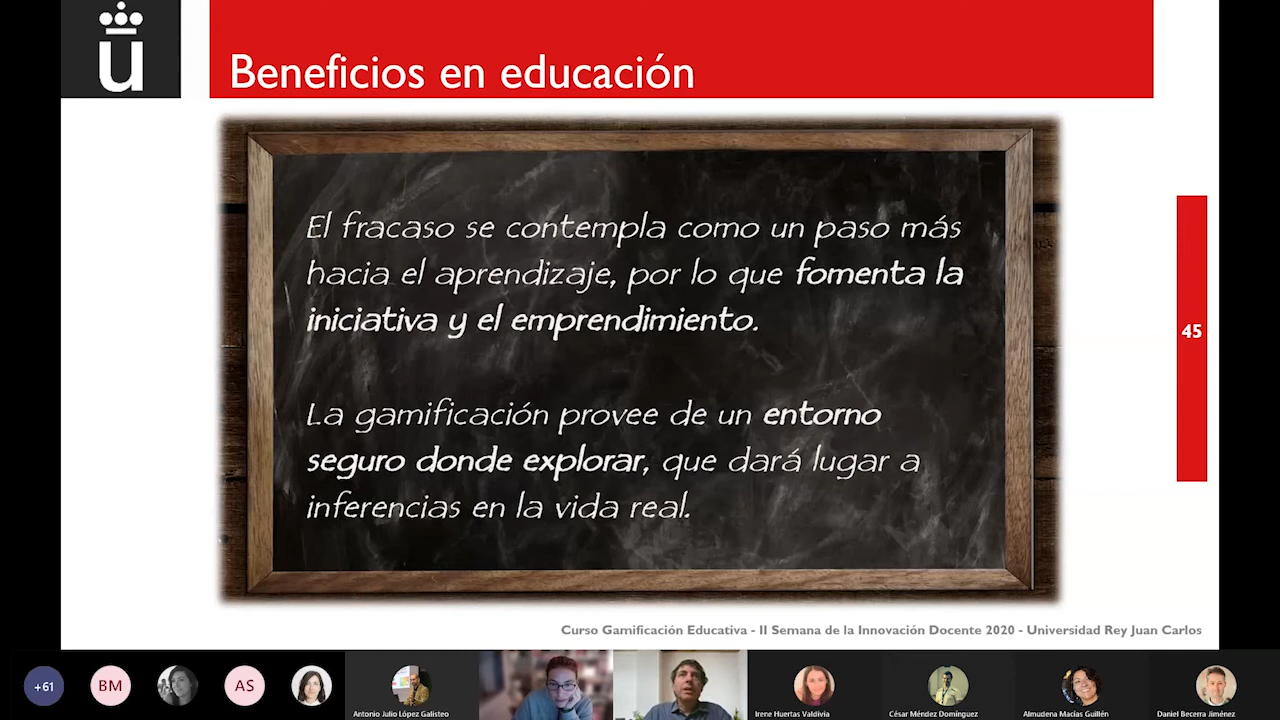 u
Beneficios en educación
El fracaso se contempla como un paso más
hacia el aprendizaje, por lo que fomenta la
iniciativa y el emprendimiento.
La gamificación provee de un entorno
seguro donde explorar, que dará lugar a
inferencias en la vida real.
45
Curso Gamificación Educativa - II Semana de la Innovación Docente 2020 - Universidad Rey Juan Carlos
+61
BM
AS
Antonio Julio López Galisteo
Irene Huertas Valdivia
César Méndez Domínguez
Almudena Macías Guillén
Daniel Becerra Jiménez